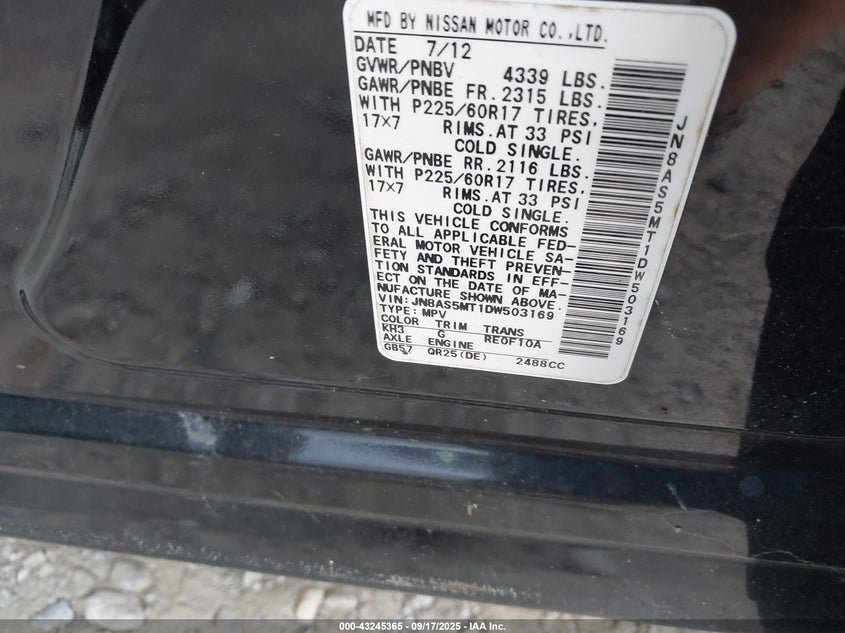 MFD BY NISSAN MOTOR CO.,LTD.
DATE 7/12
GVWR/PNBV 4339 LBS.
GAWR/PNBE FR. 2315 LBS.
WITH P225/60R17 TIRES.
17×7 RIMS.AT 33 PSI
COLD SINGLE.
GAWR/PNBE RR. 2116 LBS.
WITH P225/60R17 TIRES.
17×7 RIMS.AT 33 PSI
COLD SINGLE.
THIS VEHICLE CONFORMS
TO ALL APPLICABLE FED-
ERAL MOTOR VEHICLE SA-
FETY AND THEFT PREVEN-
TION STANDARDS IN EFF-
ECT ON THE DATE OF MA-
NUFACTURE SHOWN ABOVE.
VIN: JN8AS5MT1DW503169
TYPE: MPV
COLOR TRIM TRANS
KH3 G RE0F10A
AXLE ENGINE
GB57 QR25(DE) 2488CC
JN8AS5MT1DW503169
000-43245365 - 09/17/2025 - IAA Inc.